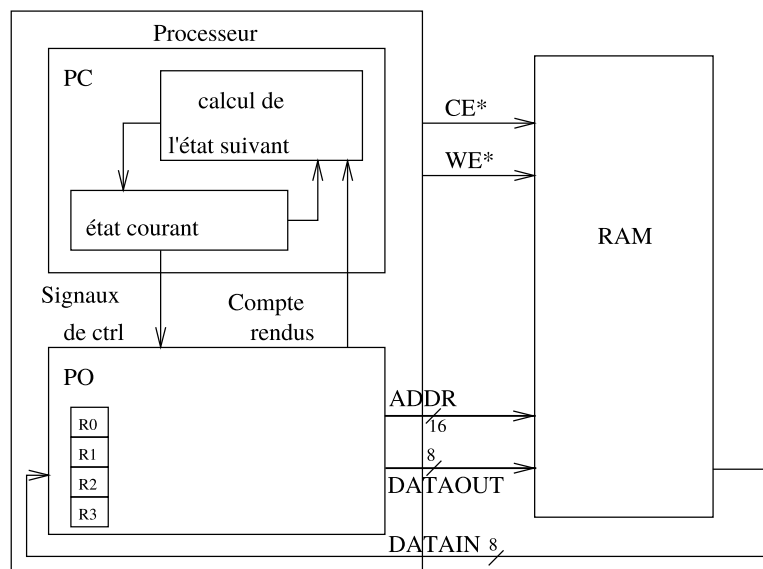 Processeur
PC
calcul de
l'état suivant
état courant
CE*
WE*
RAM
Signaux
de ctrl
Compte
rendus
PO
R0
R1
R2
R3
ADDR
16
8
DATAOUT
DATAIN 8